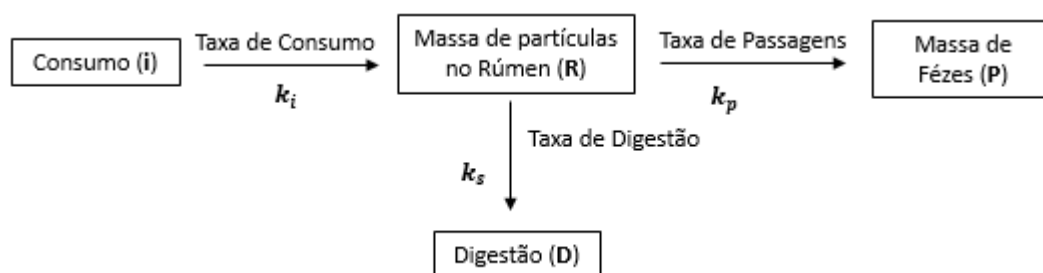 Consumo (i)
Taxa de Consumo
k_i
Massa de partículas
no Rúmen (R)
Taxa de Passagens
k_p
Massa de
Fézes (P)
Taxa de Digestão
k_s
Digestão (D)